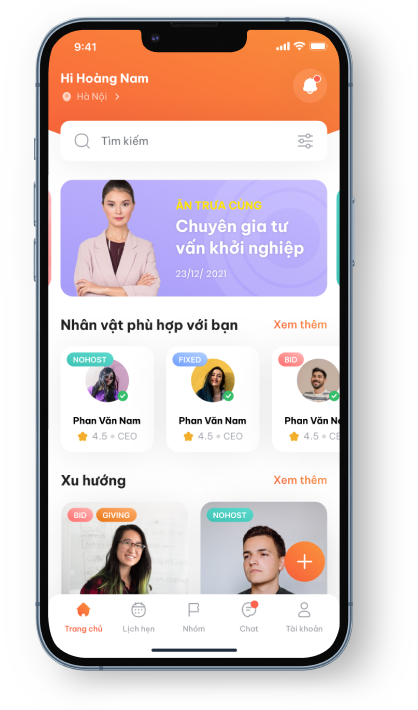 9:41
Hi Hoàng Nam
Hà Nội
Tìm kiếm
ĂN TRƯA CÙNG
Chuyên gia tư
vấn khởi nghiệp
23/12/ 2021
Nhân vật phù hợp với bạn
Xem thêm
NOHOST
FIXED
BID
Phan Văn Nam
Phan Văn Nam
Phan Văn N
4.5 CEO
4.5 CEO
4.5 CE
Xu hướng
Xem thêm
BID
GIVING
NOHOST
Trang chủ
Lịch hẹn
Nhóm
Chat
Tài khoản